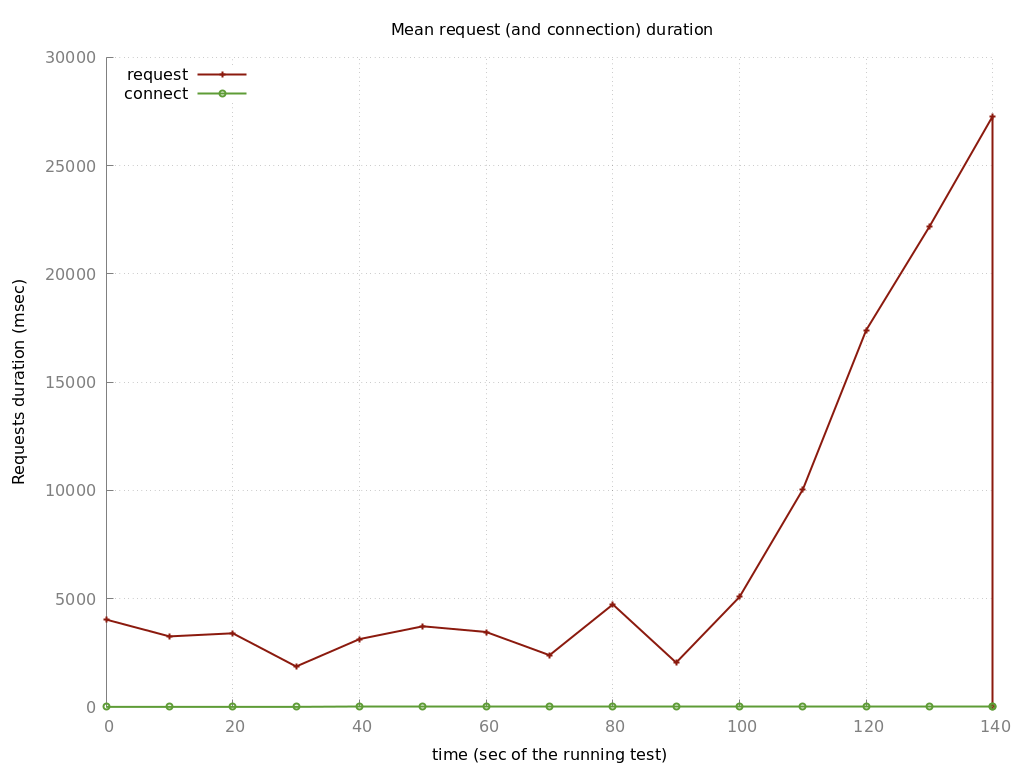 Mean request (and connection) duration
30000
request
connect
25000
20000
15000
10000
5000
0
Requests duration (msec)
0 20 40 60 80 100 120 140
time (sec of the running test)